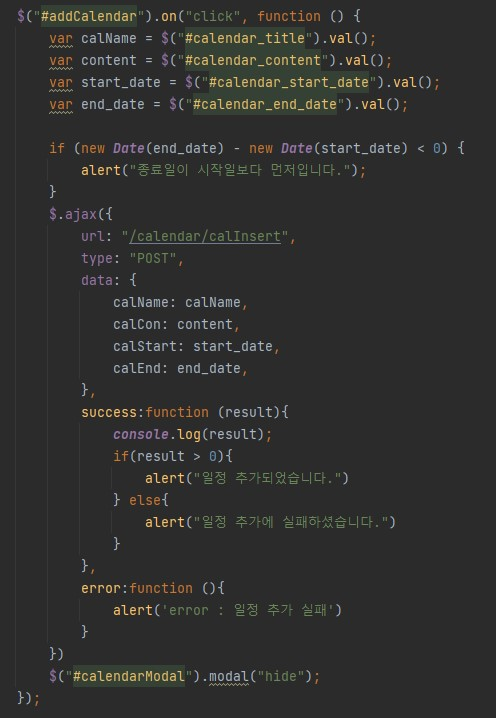 $("#addCalendar").on("click", function () {
    var calName = $("#calendar_title").val();
    var content = $("#calendar_content").val();
    var start_date = $("#calendar_start_date").val();
    var end_date = $("#calendar_end_date").val();

    if (new Date(end_date) - new Date(start_date) < 0) {
        alert("종료일이 시작일보다 먼저입니다.");
    }
    $.ajax({
        url: "/calendar/calInsert",
        type: "POST",
        data: {
            calName: calName,
            calCon: content,
            calStart: start_date,
            calEnd: end_date,
        },
        success:function (result){
            console.log(result);
            if(result > 0){
                alert("일정 추가되었습니다.")
            } else{
                alert("일정 추가에 실패하셨습니다.")
            }
        },
        error:function (){
            alert('error : 일정 추가 실패')
        }
    })
    $("#calendarModal").modal("hide");
});